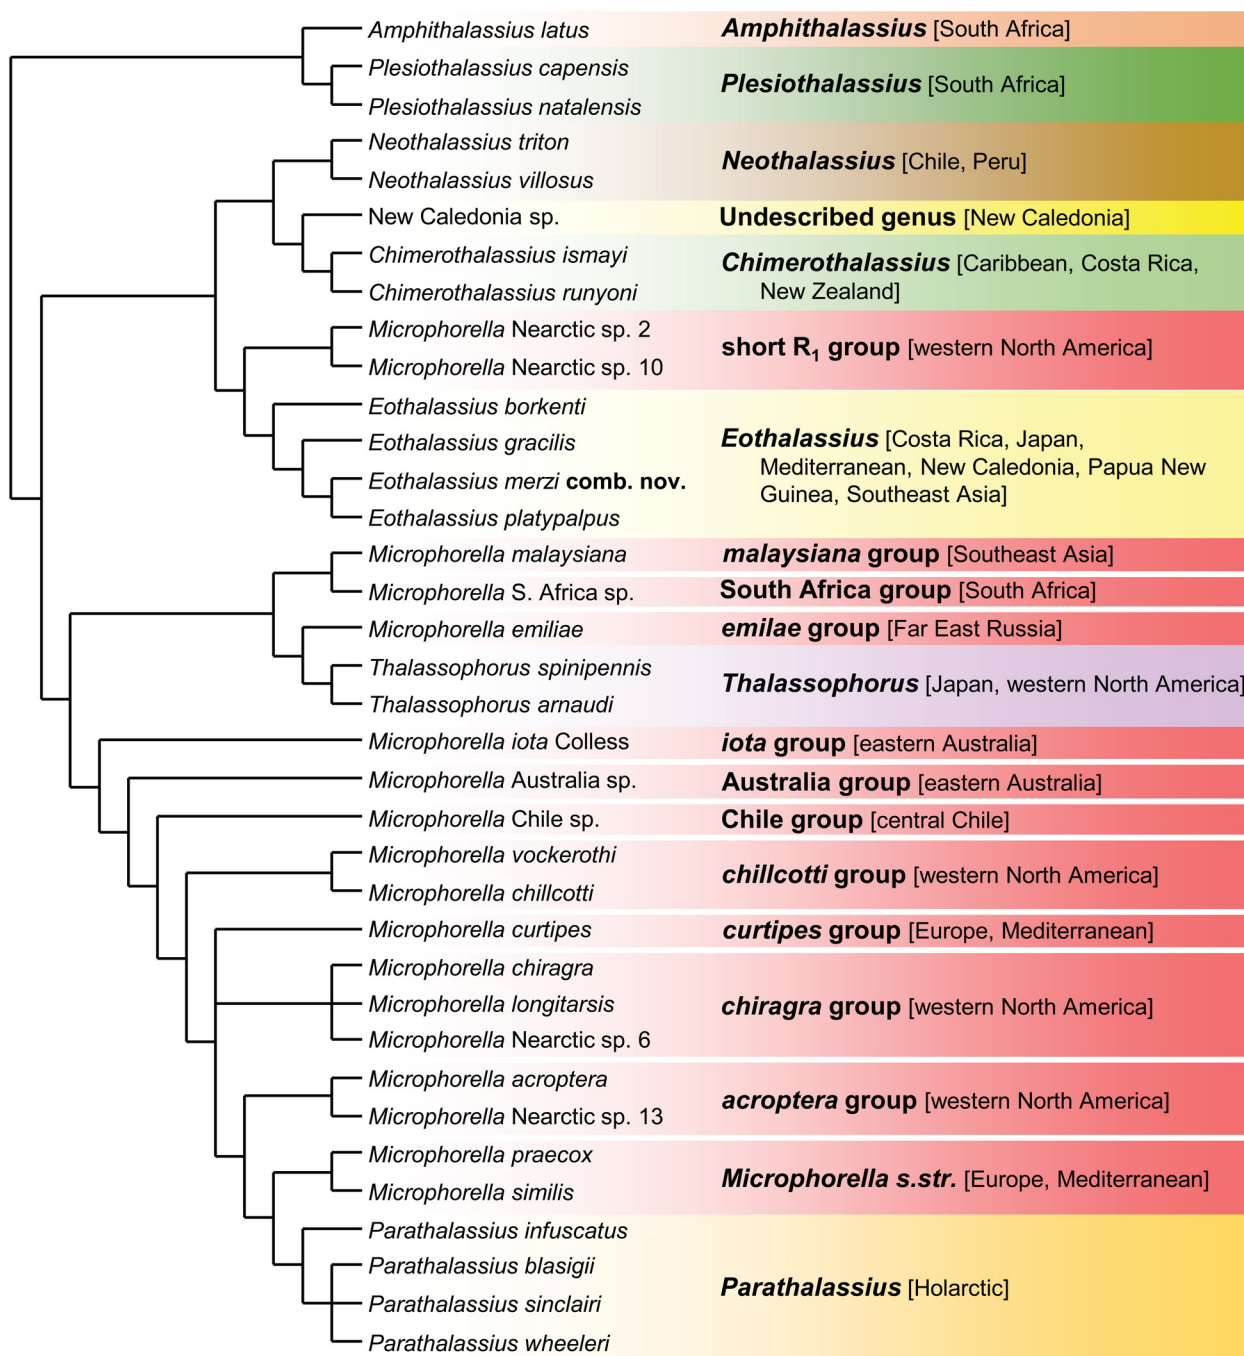 Amphithalassius latus
Amphithalassius [South Africa]
Plesiothalassius capensis
Plesiothalassius natalensis
Plesiothalassius [South Africa]
Neothalassius triton
Neothalassius villosus
Neothalassius [Chile, Peru]
New Caledonia sp.
Undescribed genus [New Caledonia]
Chimerothalassius ismayi
Chimerothalassius runyoni
Chimerothalassius [Caribbean, Costa Rica,
New Zealand]
Microphorella Nearctic sp. 2
Microphorella Nearctic sp. 10
short R1 group [western North America]
Eothalassius borkenti
Eothalassius gracilis
Eothalassius merzi comb. nov.
Eothalassius platypalpus
Eothalassius [Costa Rica, Japan,
Mediterranean, New Caledonia, Papua New
Guinea, Southeast Asia]
Microphorella malaysiana
malaysiana group [Southeast Asia]
Microphorella S. Africa sp.
South Africa group [South Africa]
Microphorella emiliae
emilae group [Far East Russia]
Thalassophorus spinipennis
Thalassophorus arnaudi
Thalassophorus [Japan, western North America]
Microphorella iota Colless
iota group [eastern Australia]
Microphorella Australia sp.
Australia group [eastern Australia]
Microphorella Chile sp.
Chile group [central Chile]
Microphorella vockerothi
Microphorella chillcotti
chillcotti group [western North America]
Microphorella curtipes
curtipes group [Europe, Mediterranean]
Microphorella chiragra
Microphorella longitarsis
Microphorella Nearctic sp. 6
chiragra group [western North America]
Microphorella acroptera
Microphorella Nearctic sp. 13
acroptera group [western North America]
Microphorella praecox
Microphorella similis
Microphorella s.str. [Europe, Mediterranean]
Parathalassius infuscatus
Parathalassius blasigii
Parathalassius sinclairi
Parathalassius wheeleri
Parathalassius [Holarctic]